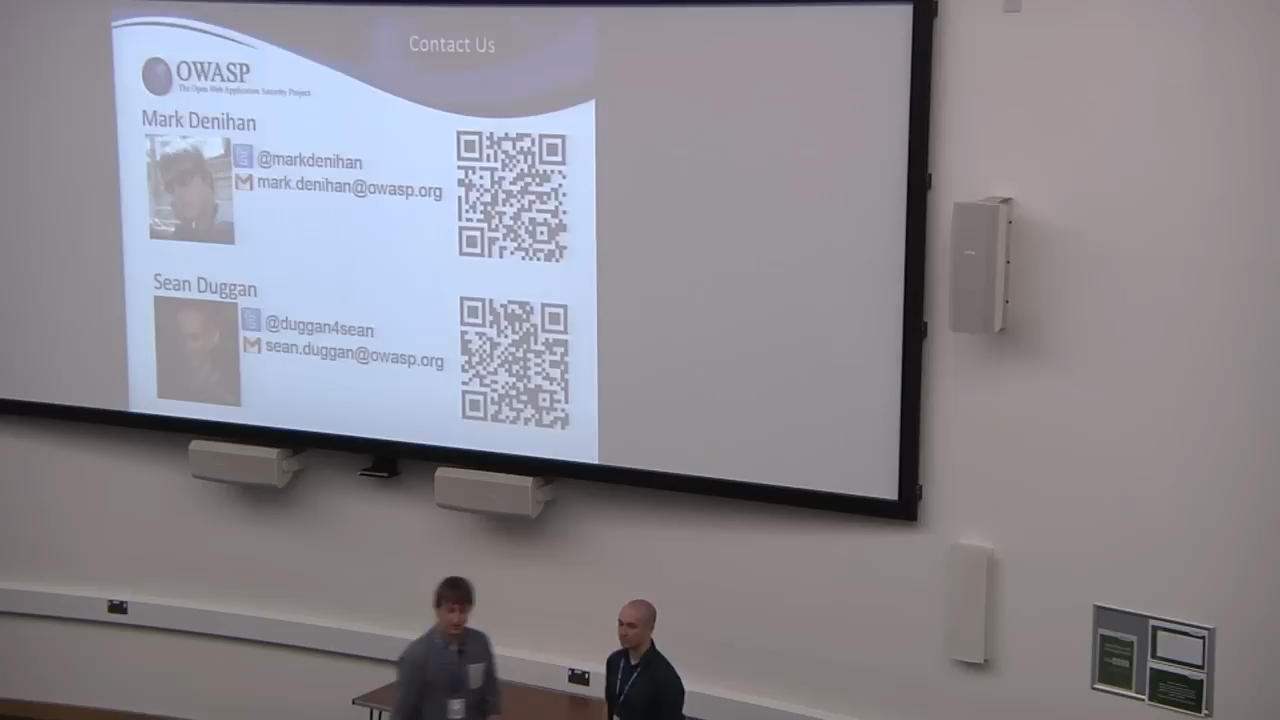 Contact Us
OWASP
The Open Web Application Security Project
Mark Denihan
@markdenihan
mark.denihan@owasp.org
Sean Duggan
@duggan4sean
sean.duggan@owasp.org